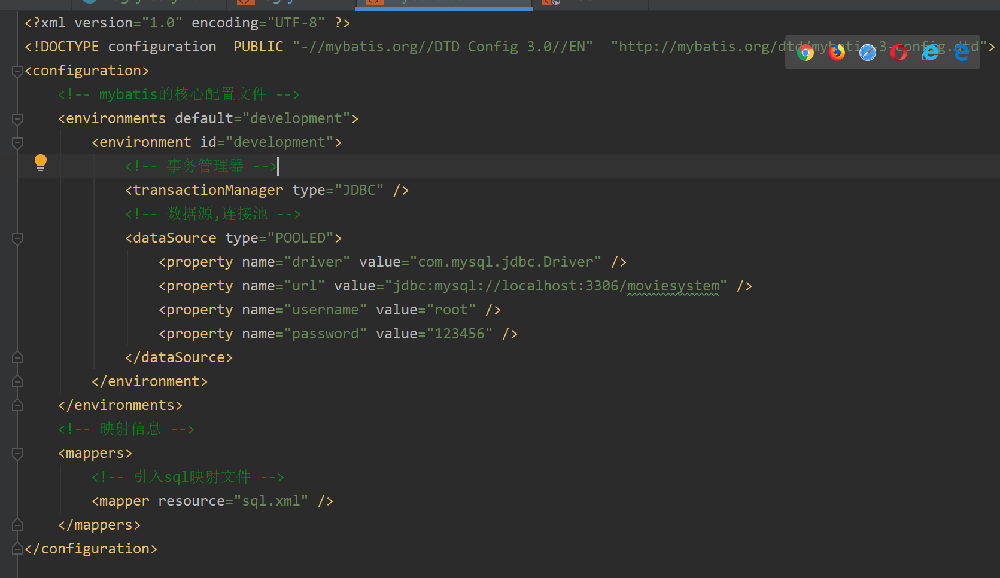 <?xml version="1.0" encoding="UTF-8" ?>
<!DOCTYPE configuration  PUBLIC "-//mybatis.org//DTD Config 3.0//EN"  "http://mybatis.org/dtd/mybatis-3-config.dtd">
<configuration>
<!-- mybatis的核心配置文件 -->
<environments default="development">
<environment id="development">
<!-- 事务管理器 -->
<transactionManager type="JDBC" />
<!-- 数据源,连接池 -->
<dataSource type="POOLED">
<property name="driver" value="com.mysql.jdbc.Driver" />
<property name="url" value="jdbc:mysql://localhost:3306/moviesystem" />
<property name="username" value="root" />
<property name="password" value="123456" />
</dataSource>
</environment>
</environments>
<!-- 映射信息 -->
<mappers>
<!-- 引入sql映射文件 -->
<mapper resource="sql.xml" />
</mappers>
</configuration>